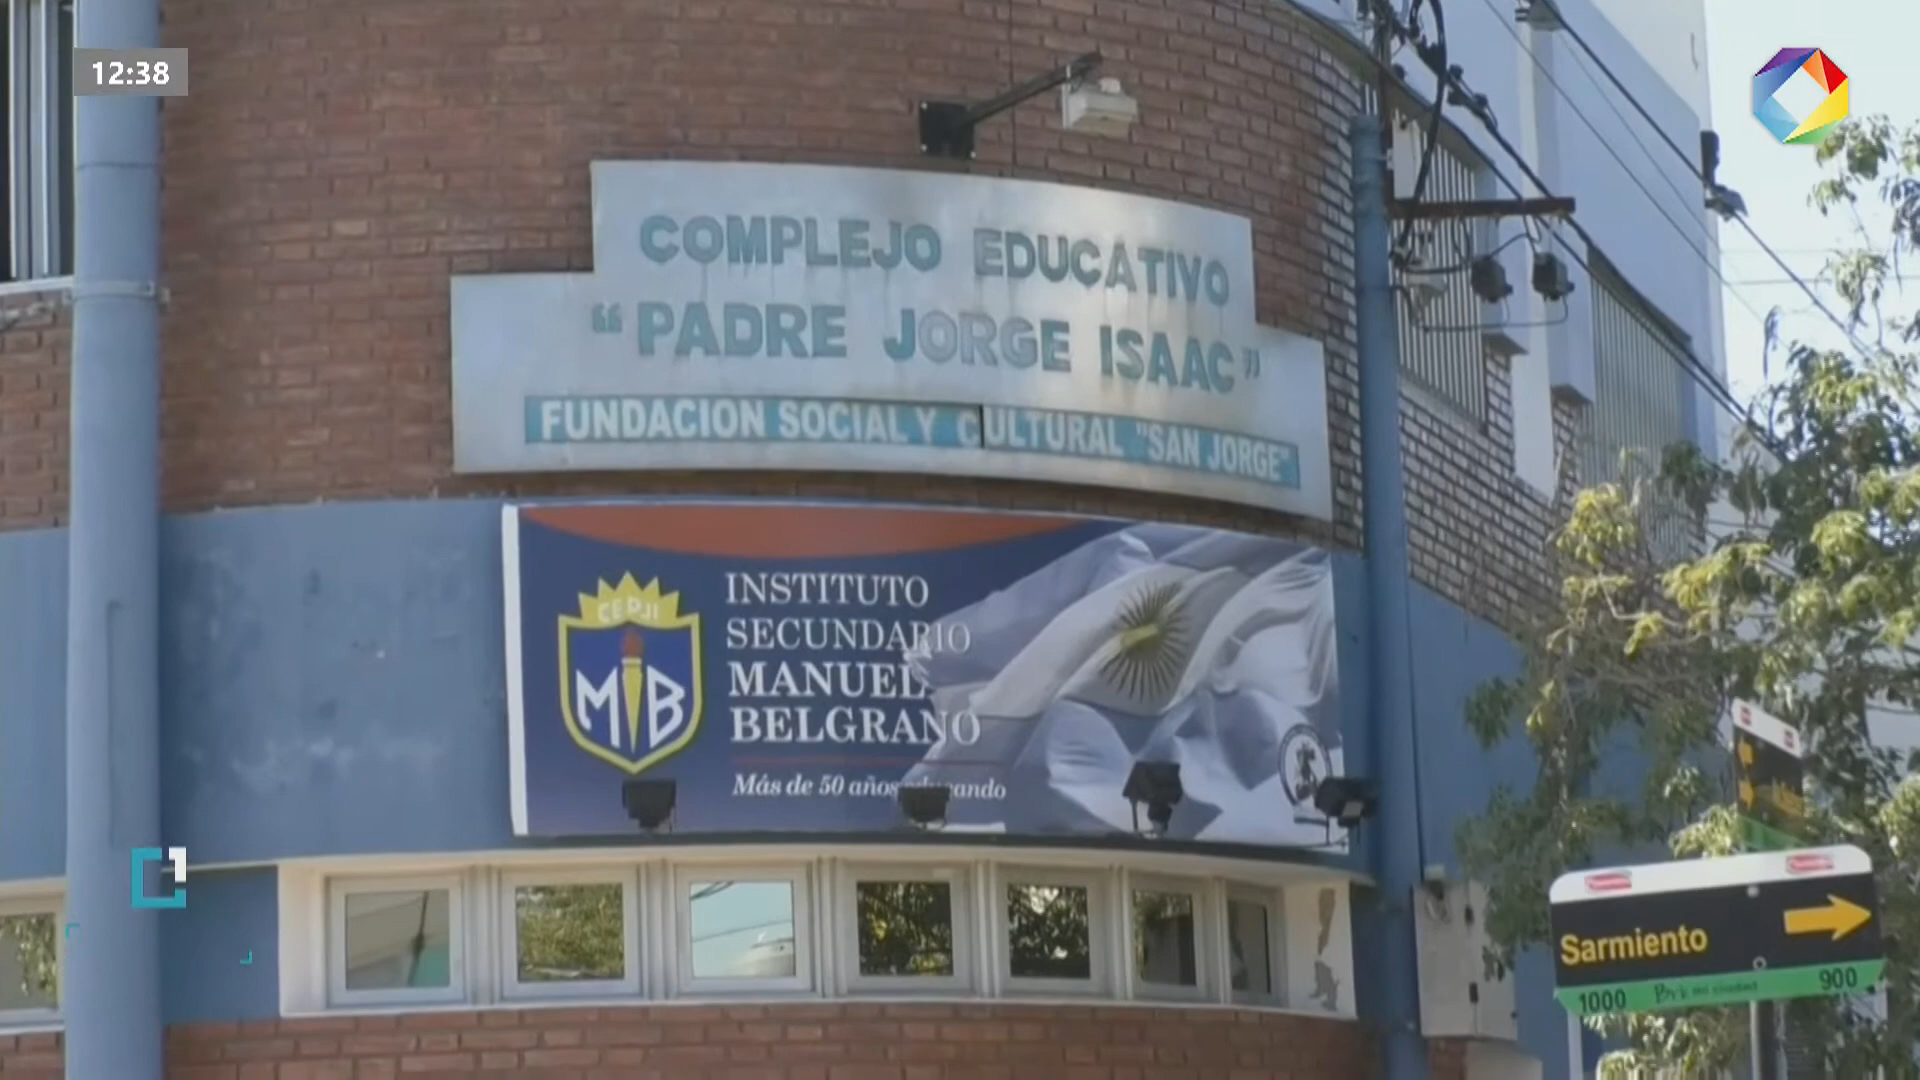 12:38
COMPLEJO EDUCATIVO
“PADRE JORGE ISAAC”
FUNDACION SOCIAL Y CULTURAL "SAN JORGE"
CEPJI
MB
INSTITUTO
SECUNDARIO
MANUEL
BELGRANO
Más de 50 años educando
Sarmiento
1000
900